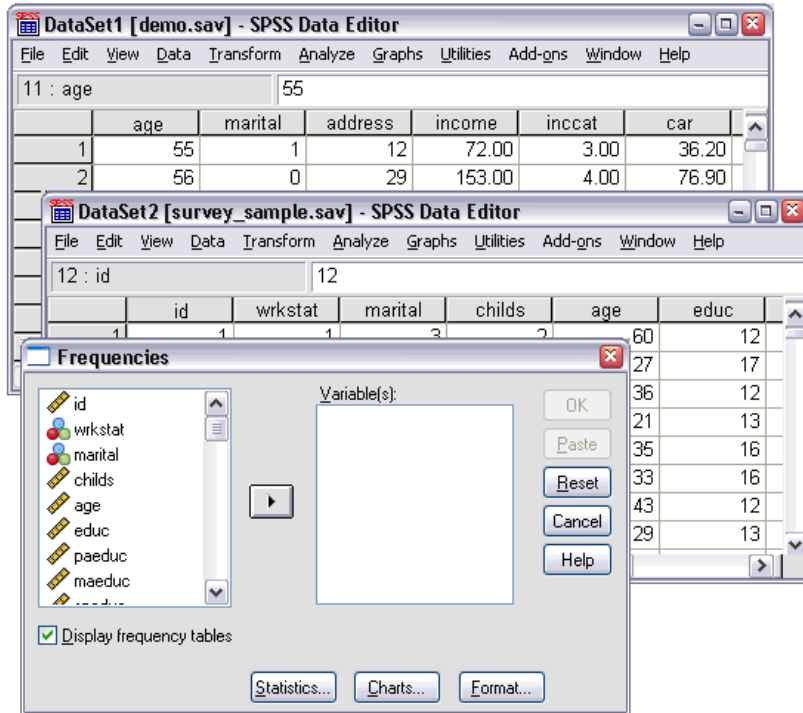 DataSet1 [demo.sav] - SPSS Data Editor
File Edit View Data Transform Analyze Graphs Utilities Add-ons Window Help
11 : age 55
age marital address income inccat car
1 55 1 12 72.00 3.00 36.20
2 56 0 29 153.00 4.00 76.90
DataSet2 [survey_sample.sav] - SPSS Data Editor
File Edit View Data Transform Analyze Graphs Utilities Add-ons Window Help
12 : id 12
id wrkstat marital childs age educ
1 1 1 3 2 60 12
27 17
36 12
21 13
35 16
33 16
43 12
29 13
Frequencies
id
wrkstat
marital
childs
age
educ
paeduc
maeduc
Variable(s):
OK
Paste
Reset
Cancel
Help
Display frequency tables
Statistics... Charts... Format...